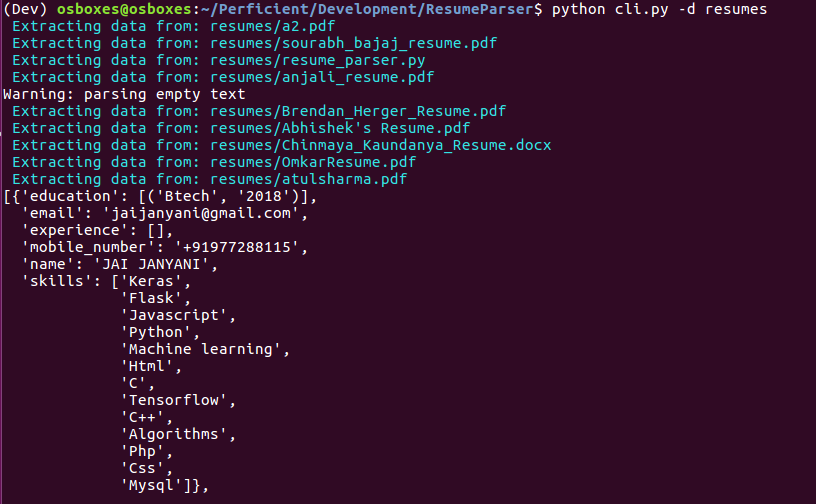 (Dev) osboxes@osboxes:~/Perficient/Development/ResumeParser$ python cli.py -d resumes
 Extracting data from: resumes/a2.pdf
 Extracting data from: resumes/sourabh_bajaj_resume.pdf
 Extracting data from: resumes/resume_parser.py
 Extracting data from: resumes/anjali_resume.pdf
Warning: parsing empty text
 Extracting data from: resumes/Brendan_Herger_Resume.pdf
 Extracting data from: resumes/Abhishek's Resume.pdf
 Extracting data from: resumes/Chinmaya_Kaundanya_Resume.docx
 Extracting data from: resumes/OmkarResume.pdf
 Extracting data from: resumes/atulsharma.pdf
[{'education': [('Btech', '2018')],
  'email': 'jaijanyani@gmail.com',
  'experience': [],
  'mobile_number': '+91977288115',
  'name': 'JAI JANYANI',
  'skills': ['Keras',
             'Flask',
             'Javascript',
             'Python',
             'Machine learning',
             'Html',
             'C',
             'Tensorflow',
             'C++',
             'Algorithms',
             'Php',
             'Css',
             'Mysql']},